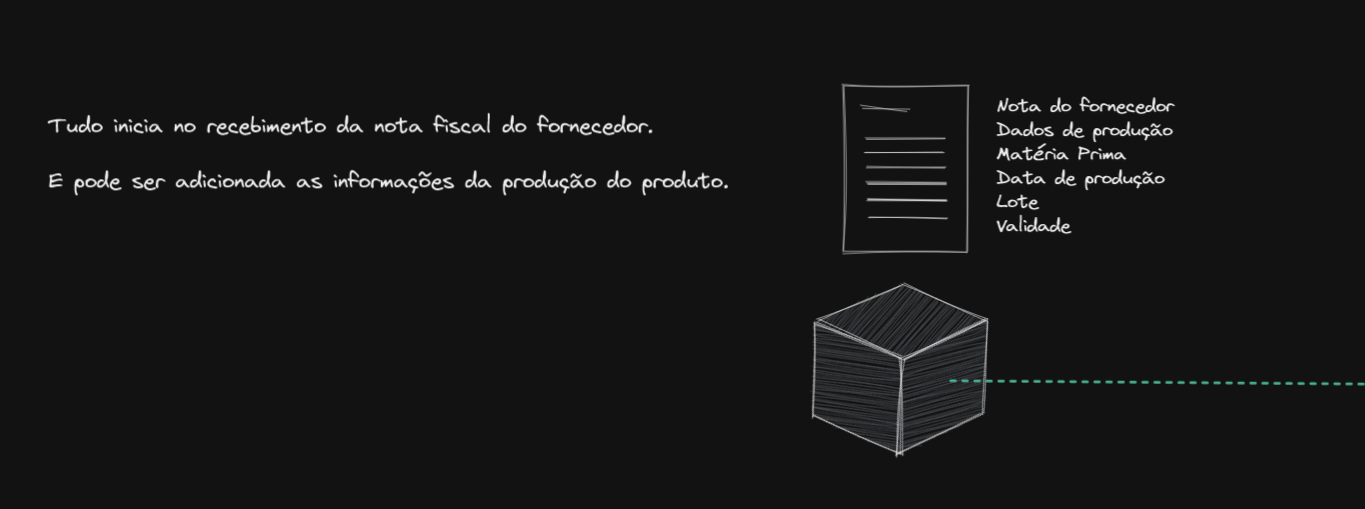 Tudo inicia no recebimento da nota fiscal do fornecedor.
E pode ser adicionada as informações da produção do produto.
Nota do fornecedor
Dados de produção
Matéria Prima
Data de produção
Lote
Validade